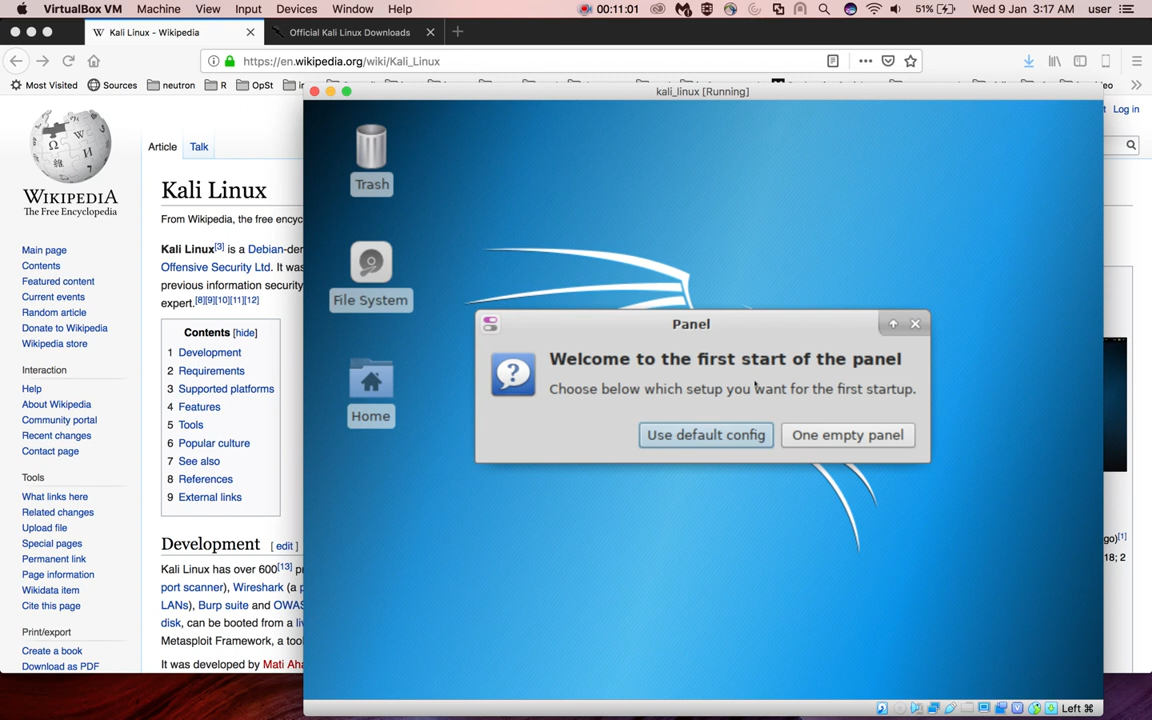 VirtualBox VM Machine View Input Devices Window Help 00:11:01 51% Wed 9 Jan 3:17 AM user
Kali Linux - Wikipedia Official Kali Linux Downloads
https://en.wikipedia.org/wiki/Kali_Linux
Most Visited Sources neutron R OpSt
kali_linux [Running]
Log in
WIKIPEDIA
The Free Encyclopedia
Main page
Contents
Featured content
Current events
Random article
Donate to Wikipedia
Wikipedia store
Interaction
Help
About Wikipedia
Community portal
Recent changes
Contact page
Tools
What links here
Related changes
Upload file
Special pages
Permanent link
Page information
Wikidata item
Cite this page
Print/export
Create a book
Download as PDF
Article Talk
Kali Linux
From Wikipedia, the free encyc
Kali Linux[3] is a Debian-der
Offensive Security Ltd. It was
previous information security
expert.[8][9][10][11][12]
Contents [hide]
1 Development
2 Requirements
3 Supported platforms
4 Features
5 Tools
6 Popular culture
7 See also
8 References
9 External links
Development [ edit ]
Kali Linux has over 600[13] pr
port scanner), Wireshark (a p
LANs), Burp suite and OWAS
disk, can be booted from a liv
Metasploit Framework, a tool
It was developed by Mati Aha
Trash
File System
Home
Panel
Welcome to the first start of the panel
Choose below which setup you want for the first startup.
Use default config One empty panel
go)[1]
18; 2
Left ⌘